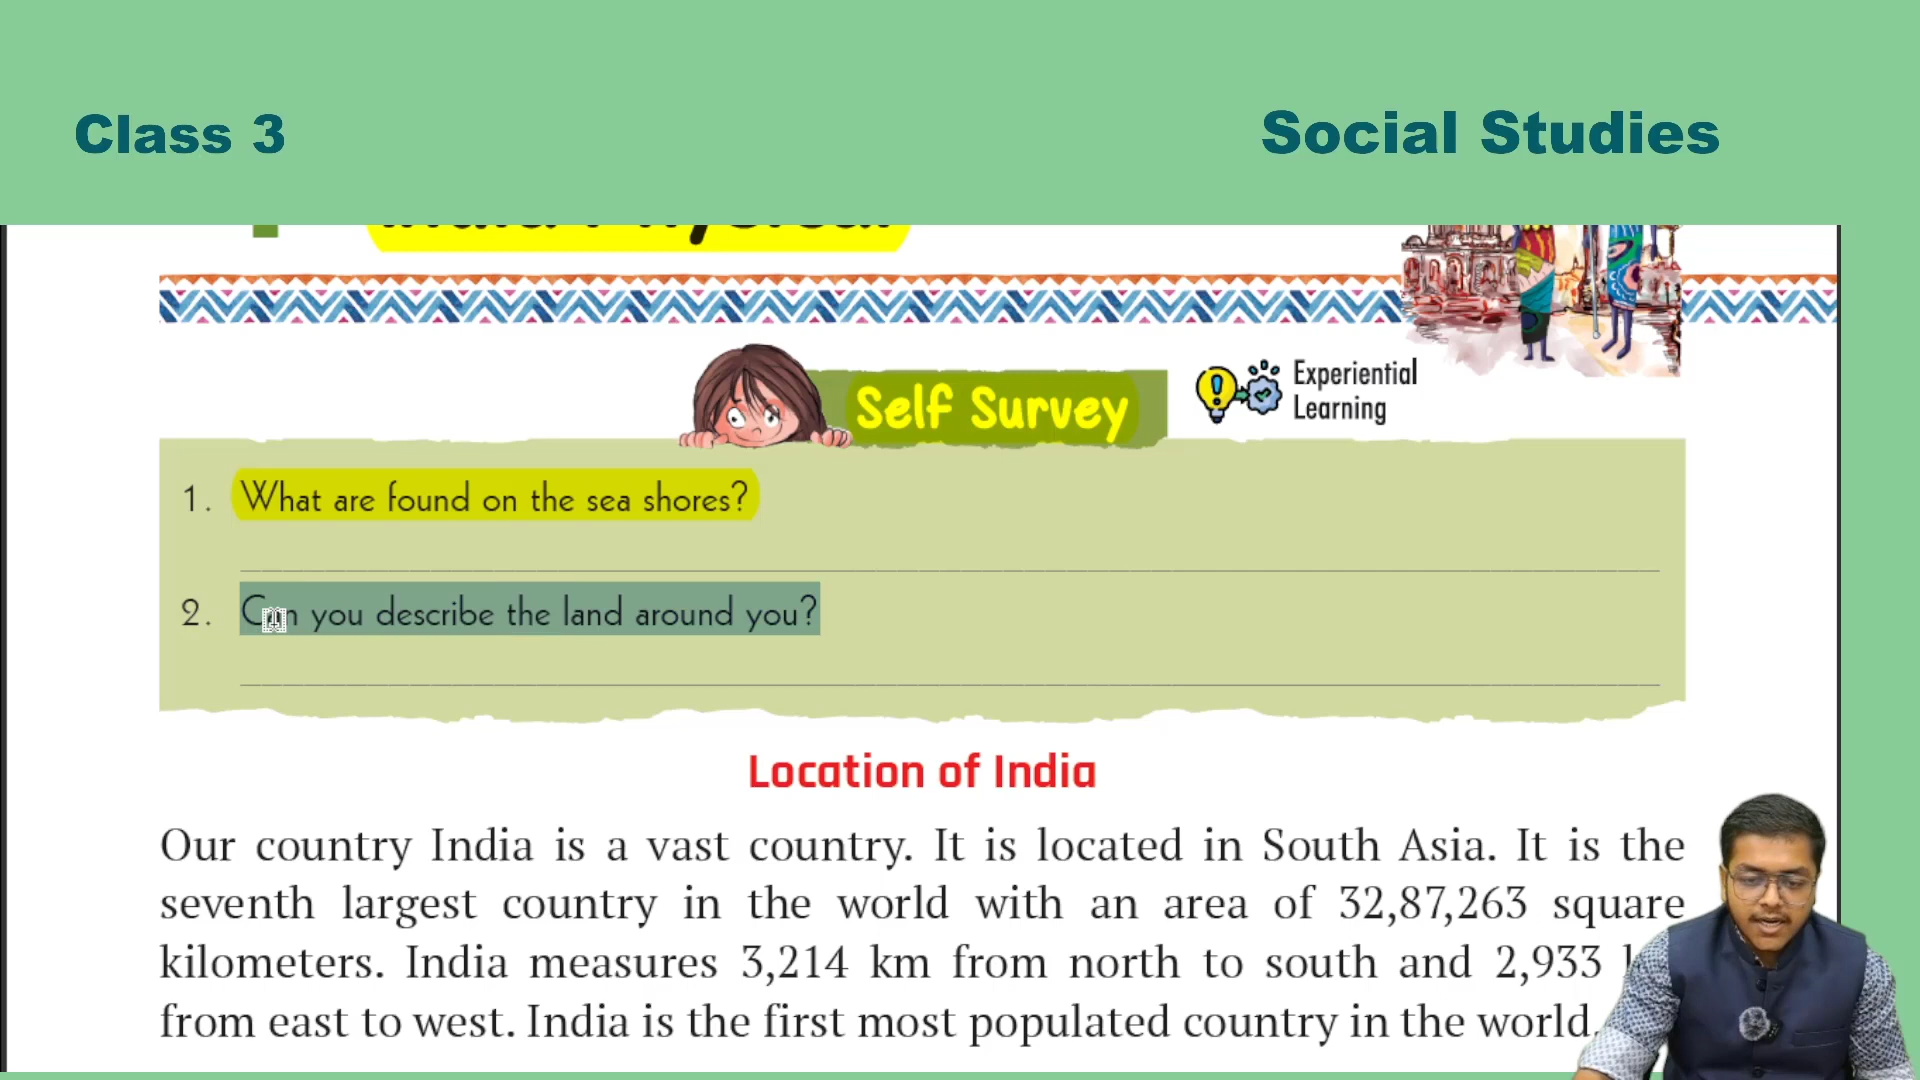 Class 3
Social Studies
India Physical
Self Survey
Experiential
Learning
1. What are found on the sea shores?
2. Can you describe the land around you?
Location of India
Our country India is a vast country. It is located in South Asia. It is the
seventh largest country in the world with an area of 32,87,263 square
kilometers. India measures 3,214 km from north to south and 2,933
from east to west. India is the first most populated country in the world.